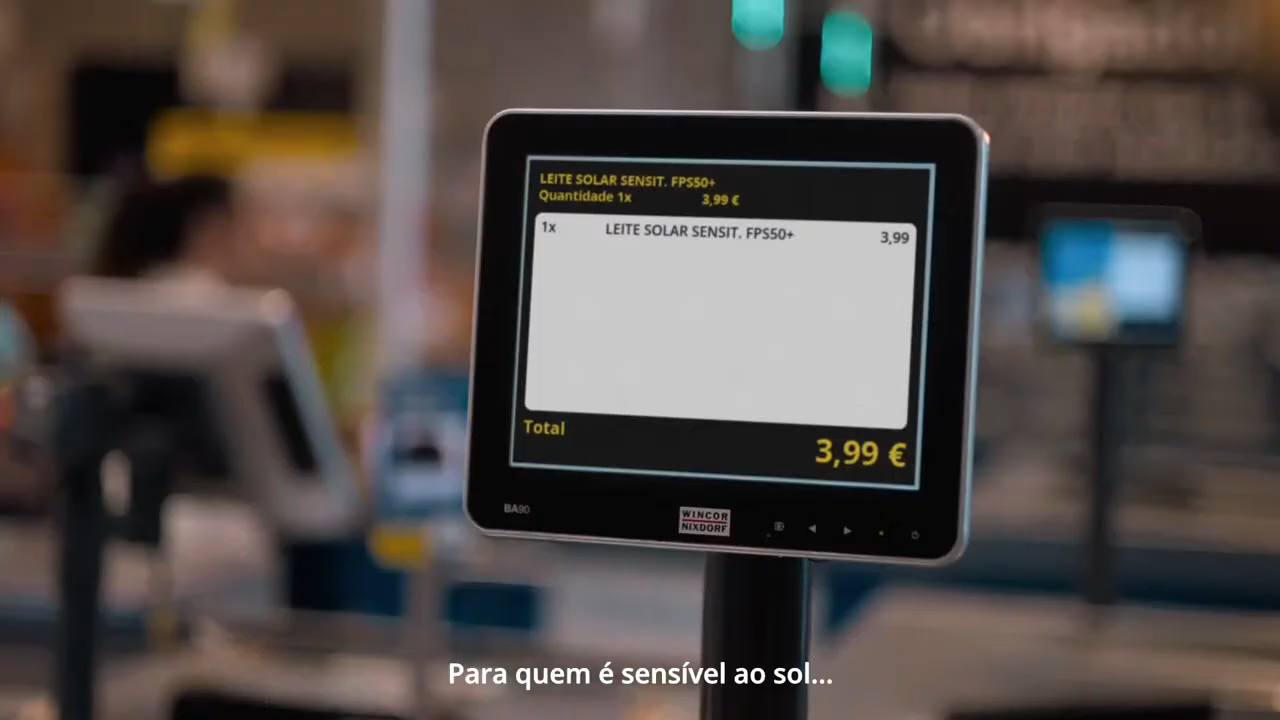 LEITE SOLAR SENSIT. FPS50+
Quantidade 1x 3,99 €
1x LEITE SOLAR SENSIT. FPS50+ 3,99
Total 3,99 €
BA90
WINCOR
NIXDORF
Para quem é sensível ao sol...